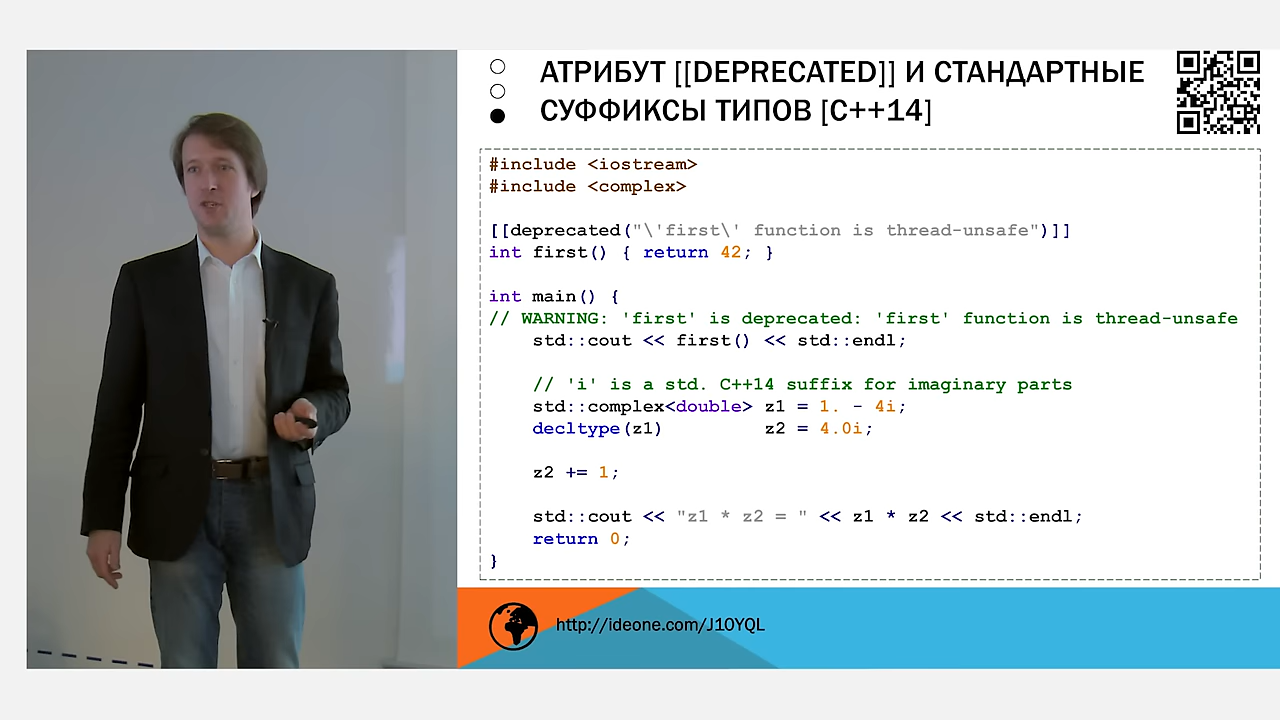 АТРИБУТ [[DEPRECATED]] И СТАНДАРТНЫЕ
СУФФИКСЫ ТИПОВ [C++14]
#include <iostream>
#include <complex>
[[deprecated("\'first\' function is thread-unsafe")]]
int first() { return 42; }
int main() {
// WARNING: 'first' is deprecated: 'first' function is thread-unsafe
std::cout << first() << std::endl;
// 'i' is a std. C++14 suffix for imaginary parts
std::complex<double> z1 = 1. - 4i;
decltype(z1) z2 = 4.0i;
z2 += 1;
std::cout << "z1 * z2 = " << z1 * z2 << std::endl;
return 0;
}
http://ideone.com/J10YQL